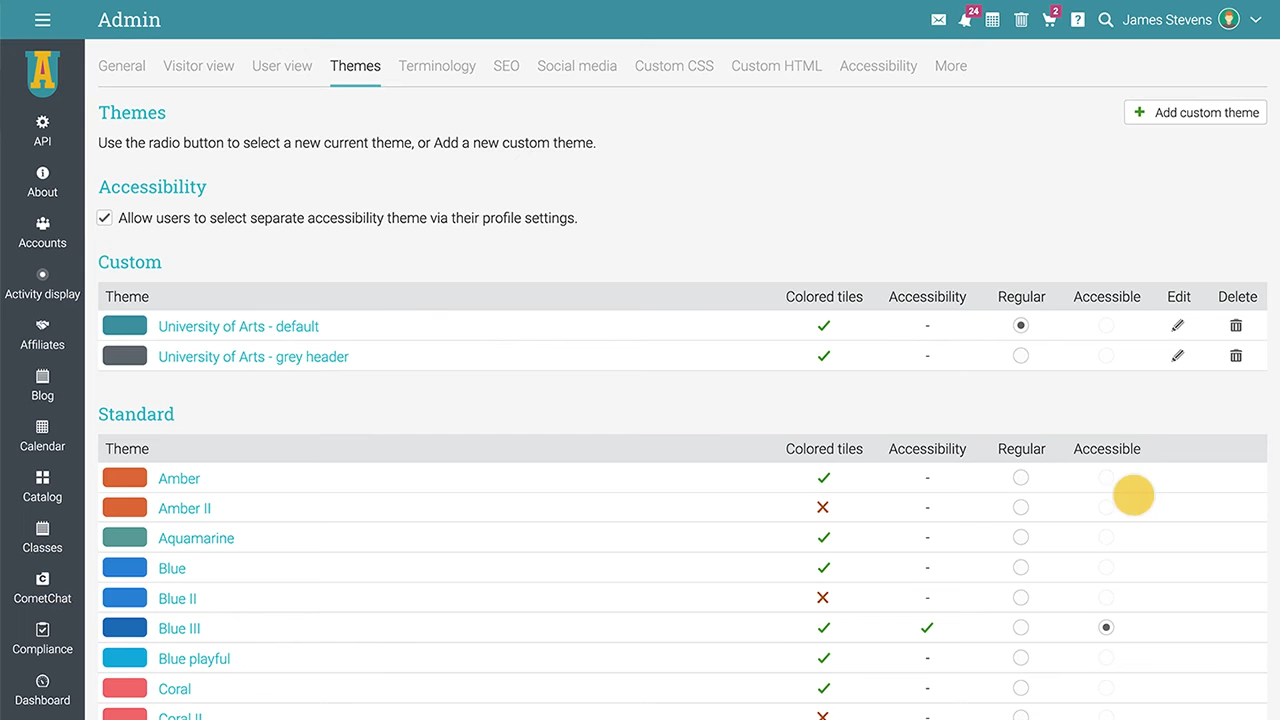 Admin
24
2
?
James Stevens
A
General Visitor view User view Themes Terminology SEO Social media Custom CSS Custom HTML Accessibility More
API
About
Accounts
Activity display
Affiliates
Blog
Calendar
Catalog
Classes
CometChat
Compliance
Dashboard
Themes
+ Add custom theme
Use the radio button to select a new current theme, or Add a new custom theme.
Accessibility
Allow users to select separate accessibility theme via their profile settings.
Custom
Theme Colored tiles Accessibility Regular Accessible Edit Delete
University of Arts - default -
University of Arts - grey header -
Standard
Theme Colored tiles Accessibility Regular Accessible
Amber -
Amber II -
Aquamarine -
Blue -
Blue II -
Blue III
Blue playful -
Coral -
Coral II